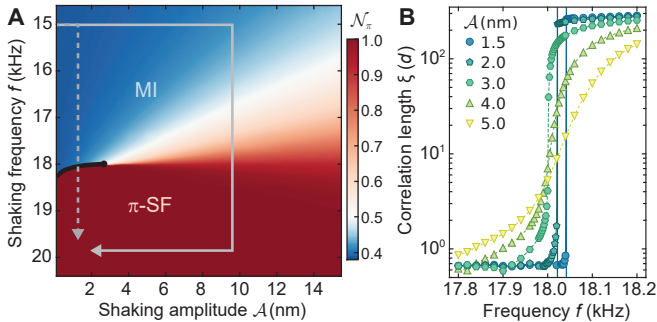 A
15
16
17
18
19
20
Shaking frequency f (kHz)
MI
π-SF
2 4 6 8 10 12 14
Shaking amplitude 𝒜(nm)
𝒩π
1.0
0.9
0.8
0.7
0.6
0.5
0.4
B
𝒜(nm)
1.5
2.0
3.0
4.0
5.0
10²
10¹
10⁰
Correlation length ξ (d)
17.8 17.9 18.0 18.1 18.2
Frequency f (kHz)